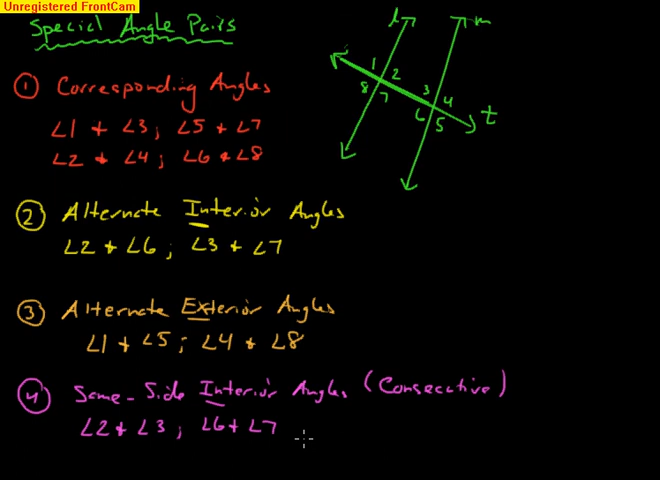 Unregistered FrontCam
Special Angle Pairs
l m
1 2 3 4
8 7 6 5 t
① Corresponding Angles
∠1 + ∠3; ∠5 + ∠7
∠2 + ∠4; ∠6 + ∠8
② Alternate Interior Angles
∠2 + ∠6; ∠3 + ∠7
③ Alternate Exterior Angles
∠1 + ∠5; ∠4 + ∠8
④ Same-Side Interior Angles (Consecutive)
∠2 + ∠3; ∠6 + ∠7